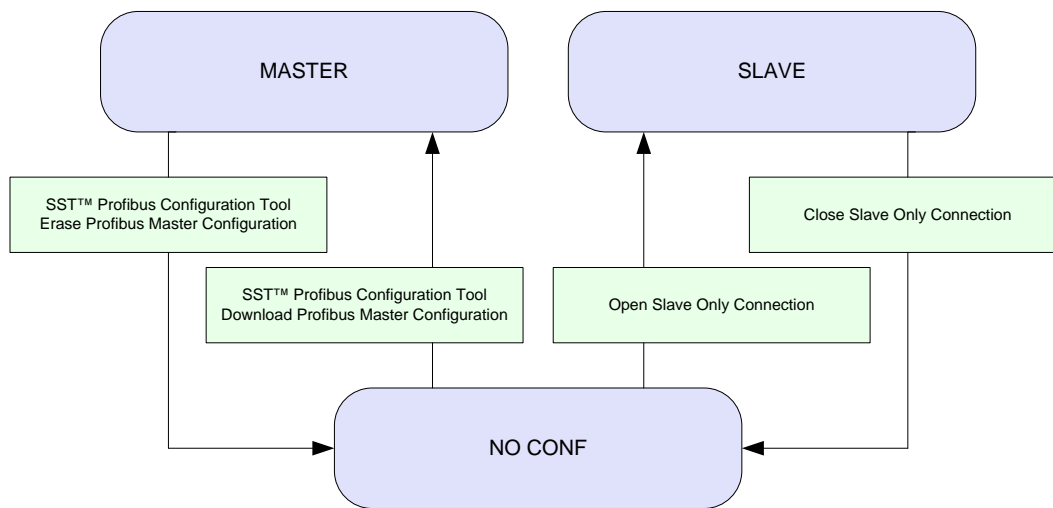 MASTER
SLAVE
SST™ Profibus Configuration Tool
Erase Profibus Master Configuration
Close Slave Only Connection
SST™ Profibus Configuration Tool
Download Profibus Master Configuration
Open Slave Only Connection
NO CONF